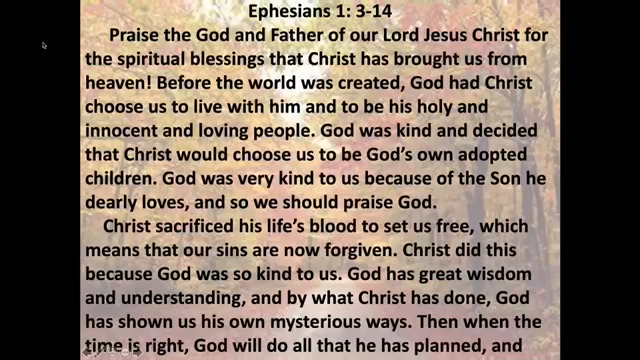 Ephesians 1: 3-14
Praise the God and Father of our Lord Jesus Christ for
the spiritual blessings that Christ has brought us from
heaven! Before the world was created, God had Christ
choose us to live with him and to be his holy and
innocent and loving people. God was kind and decided
that Christ would choose us to be God’s own adopted
children. God was very kind to us because of the Son he
dearly loves, and so we should praise God.
Christ sacrificed his life’s blood to set us free, which
means that our sins are now forgiven. Christ did this
because God was so kind to us. God has great wisdom
and understanding, and by what Christ has done, God
has shown us his own mysterious ways. Then when the
time is right, God will do all that he has planned, and